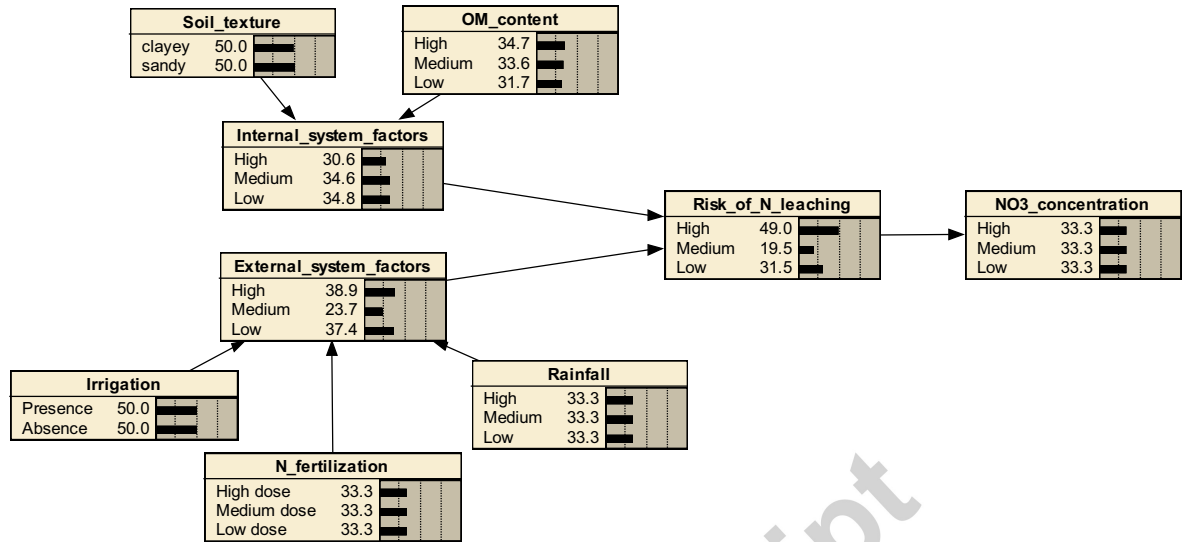 Soil_texture
clayey 50.0
sandy 50.0
OM_content
High 34.7
Medium 33.6
Low 31.7
Internal_system_factors
High 30.6
Medium 34.6
Low 34.8
Risk_of_N_leaching
High 49.0
Medium 19.5
Low 31.5
NO3_concentration
High 33.3
Medium 33.3
Low 33.3
External_system_factors
High 38.9
Medium 23.7
Low 37.4
Irrigation
Presence 50.0
Absence 50.0
Rainfall
High 33.3
Medium 33.3
Low 33.3
N_fertilization
High dose 33.3
Medium dose 33.3
Low dose 33.3
ipt